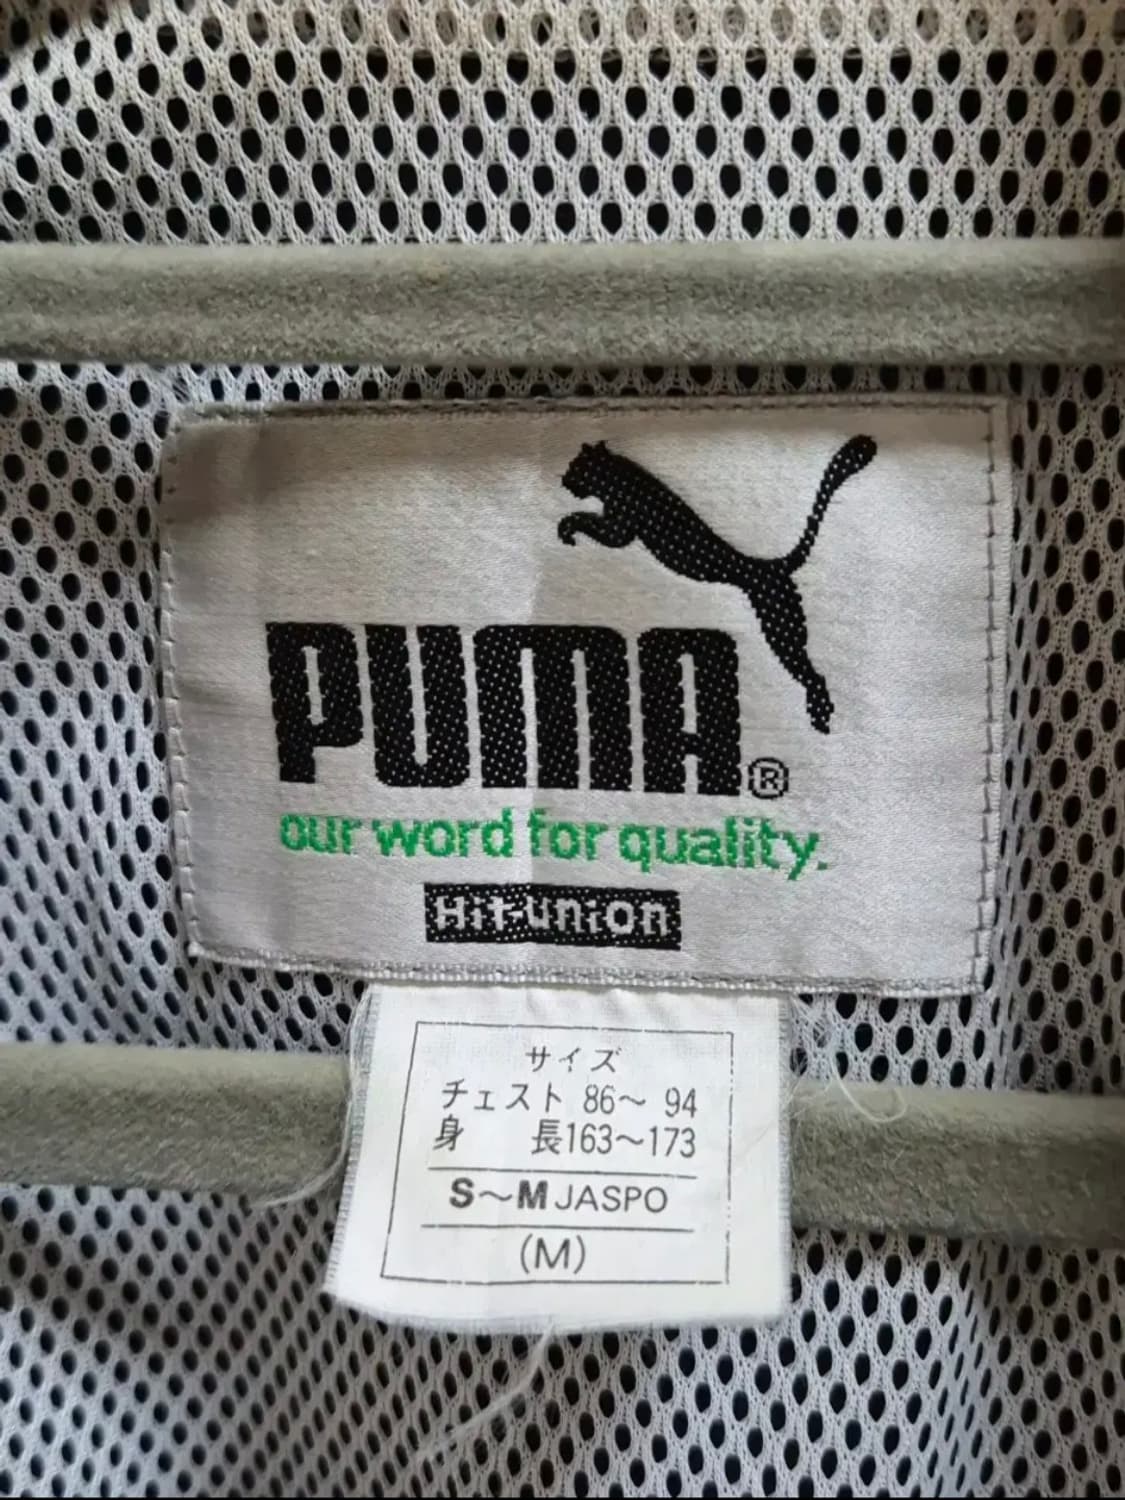 PUMA®
our word for quality.
Hit-union
サイズ
チェスト 86～ 94
身 長163～173
S～M JASPO
(M)